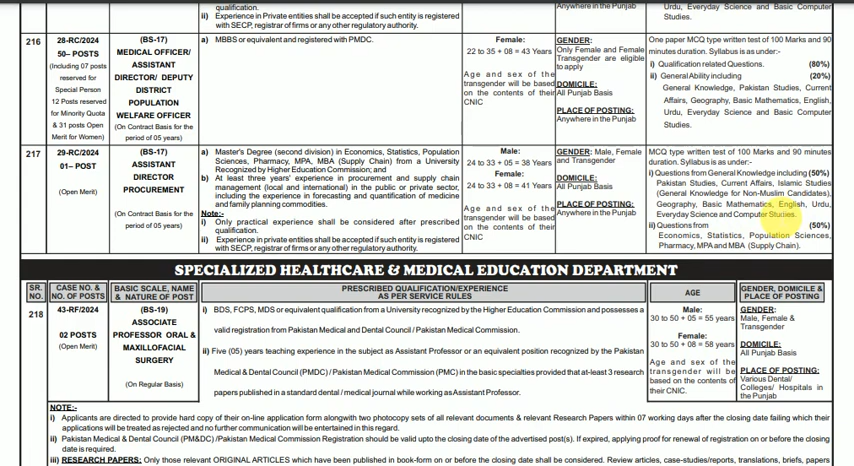 qualification.
ii) Experience in Private entities shall be accepted if such entity is registered
with SECP, registrar of firms or any other regulatory authority.
Anywhere in the Punjab
Urdu, Everyday Science and Basic Computer
Studies.
216
28-RC/2024
50– POSTS
(Including 07 posts
reserved for
Special Person
12 Posts reserved
for Minority Quota
& 31 posts Open
Merit for Women)
(BS-17)
MEDICAL OFFICER/
ASSISTANT
DIRECTOR/ DEPUTY
DISTRICT
POPULATION
WELFARE OFFICER
(On Contract Basis for the
period of 05 years)
a) MBBS or equivalent and registered with PMDC.
Female:
22 to 35 + 08 = 43 Years
Age and sex of the
transgender will be based
on the contents of their
CNIC
GENDER:
Only Female and Female
Transgender are eligible
to apply
DOMICILE:
All Punjab Basis
PLACE OF POSTING:
Anywhere in the Punjab
One paper MCQ type written test of 100 Marks and 90
minutes duration. Syllabus is as under:-
i) Qualification related Questions. (80%)
ii) General Ability including (20%)
General Knowledge, Pakistan Studies, Current
Affairs, Geography, Basic Mathematics, English,
Urdu, Everyday Science and Basic Computer
Studies.
217
29-RC/2024
01– POST
(Open Merit)
(BS-17)
ASSISTANT
DIRECTOR
PROCUREMENT
(On Contract Basis for the
period of 05 years)
a) Master's Degree (second division) in Economics, Statistics, Population
Sciences, Pharmacy, MPA, MBA (Supply Chain) from a University
Recognized by Higher Education Commission; and
b) At least three years' experience in procurement and supply chain
management (local and international) in the public or private sector,
including the experience in forecasting and quantification of medicine
and family planning commodities.
Note:-
i) Only practical experience shall be considered after prescribed
qualification.
ii) Experience in private entities shall be accepted if such entity is registered
with SECP, registrar of firms or any other regulatory authority.
Male:
24 to 33 + 05 = 38 Years
Female:
24 to 33 + 08 = 41 Years
Age and sex of the
transgender will be based
on the contents of their
CNIC
GENDER: Male, Female
and Transgender
DOMICILE:
All Punjab Basis
PLACE OF POSTING:
Anywhere in the Punjab
MCQ type written test of 100 Marks and 90 minutes
duration. Syllabus is as under:-
i) Questions from General Knowledge including (50%)
Pakistan Studies, Current Affairs, Islamic Studies
(General Knowledge for Non-Muslim Candidates),
Geography, Basic Mathematics, English, Urdu,
Everyday Science and Computer Studies.
ii) Questions from (50%)
Economics, Statistics, Population Sciences,
Pharmacy, MPA and MBA (Supply Chain).
SPECIALIZED HEALTHCARE & MEDICAL EDUCATION DEPARTMENT
SR.
NO.
CASE NO. &
NO. OF POSTS
BASIC SCALE, NAME
& NATURE OF POST
PRESCRIBED QUALIFICATION/EXPERIENCE
AS PER SERVICE RULES
AGE
GENDER, DOMICILE &
PLACE OF POSTING
218
43-RF/2024
02 POSTS
(Open Merit)
(BS-19)
ASSOCIATE
PROFESSOR ORAL &
MAXILLOFACIAL
SURGERY
(On Regular Basis)
i) BDS, FCPS, MDS or equivalent qualification from a University recognized by the Higher Education Commission and possesses a
valid registration from Pakistan Medical and Dental Council / Pakistan Medical Commission.
ii) Five (05) years teaching experience in the subject as Assistant Professor or an equivalent position recognized by the Pakistan
Medical & Dental Council (PMDC) / Pakistan Medical Commission (PMC) in the basic specialties provided that at-least 3 research
papers published in a standard dental / medical journal while working as Assistant Professor.
Male:
30 to 50 + 05 = 55 years
Female:
30 to 50 + 08 = 58 years
Age and sex of the
transgender will be
based on the contents of
their CNIC.
GENDER:
Male, Female &
Transgender
DOMICILE:
All Punjab Basis
PLACE OF POSTING:
Various Dental/
Colleges/ Hospitals in
the Punjab
NOTE:-
i) Applicants are directed to provide hard copy of their on-line application form alongwith two photocopy sets of all relevant documents & relevant Research Papers within 07 working days after the closing date failing which their
applications will be treated as rejected and no further communication will be entertained in this regard.
ii) Pakistan Medical & Dental Council (PM&DC) /Pakistan Medical Commission Registration should be valid upto the closing date of the advertised post(s). If expired, applying proof for renewal of registration on or before the closing
date is required.
iii) RESEARCH PAPERS: Only those relevant ORIGINAL ARTICLES which have been published in book-form on or before the closing date shall be considered. Review articles, case-studies/reports, translations, briefs, papers